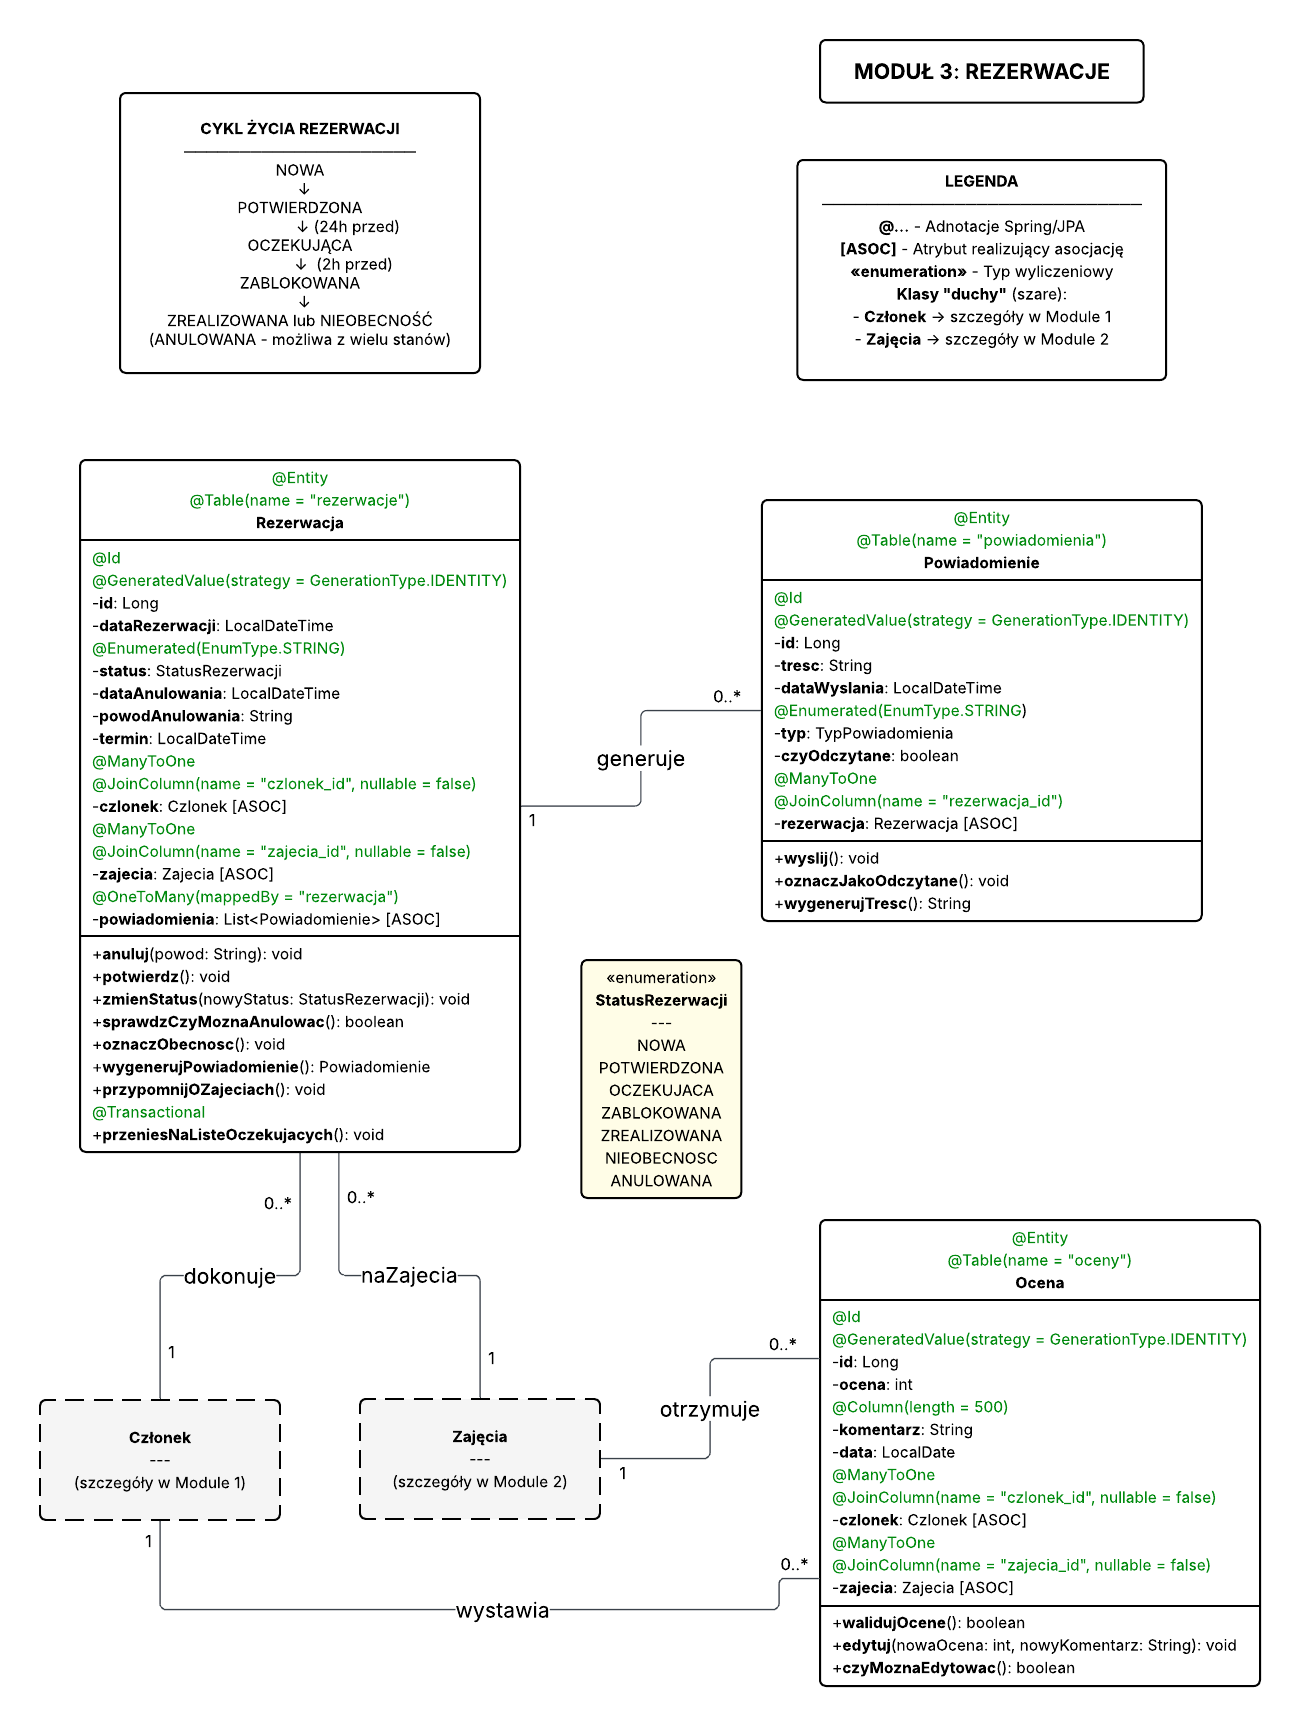 MODUŁ 3: REZERWACJE
CYKL ŻYCIA REZERWACJI
NOWA
↓
POTWIERDZONA
↓ (24h przed)
OCZEKUJĄCA
↓ (2h przed)
ZABLOKOWANA
↓
ZREALIZOWANA lub NIEOBECNOŚĆ
(ANULOWANA - możliwa z wielu stanów)
LEGENDA
@... - Adnotacje Spring/JPA
[ASOC] - Atrybut realizujący asocjację
«enumeration» - Typ wyliczeniowy
Klasy "duchy" (szare):
- Członek → szczegóły w Module 1
- Zajęcia → szczegóły w Module 2
@Entity
@Table(name = "rezerwacje")
Rezerwacja
@Id
@GeneratedValue(strategy = GenerationType.IDENTITY)
-id: Long
-dataRezerwacji: LocalDateTime
@Enumerated(EnumType.STRING)
-status: StatusRezerwacji
-dataAnulowania: LocalDateTime
-powodAnulowania: String
-termin: LocalDateTime
@ManyToOne
@JoinColumn(name = "czlonek_id", nullable = false)
-czlonek: Czlonek [ASOC]
@ManyToOne
@JoinColumn(name = "zajecia_id", nullable = false)
-zajecia: Zajecia [ASOC]
@OneToMany(mappedBy = "rezerwacja")
-powiadomienia: List<Powiadomienie> [ASOC]
+anuluj(powod: String): void
+potwierdz(): void
+zmienStatus(nowyStatus: StatusRezerwacji): void
+sprawdzCzyMoznaAnulowac(): boolean
+oznaczObecnosc(): void
+wygenerujPowiadomienie(): Powiadomienie
+przypomnijOZajeciach(): void
@Transactional
+przeniesNaListeOczekujacych(): void
0..*
generuje
1
@Entity
@Table(name = "powiadomienia")
Powiadomienie
@Id
@GeneratedValue(strategy = GenerationType.IDENTITY)
-id: Long
-tresc: String
-dataWyslania: LocalDateTime
@Enumerated(EnumType.STRING)
-typ: TypPowiadomienia
-czyOdczytane: boolean
@ManyToOne
@JoinColumn(name = "rezerwacja_id")
-rezerwacja: Rezerwacja [ASOC]
+wyslij(): void
+oznaczJakoOdczytane(): void
+wygenerujTresc(): String
«enumeration»
StatusRezerwacji
---
NOWA
POTWIERDZONA
OCZEKUJACA
ZABLOKOWANA
ZREALIZOWANA
NIEOBECNOSC
ANULOWANA
0..*
0..*
dokonuje
naZajecia
1
1
Członek
---
(szczegóły w Module 1)
Zajęcia
---
(szczegóły w Module 2)
0..*
otrzymuje
1
1
0..*
wystawia
@Entity
@Table(name = "oceny")
Ocena
@Id
@GeneratedValue(strategy = GenerationType.IDENTITY)
-id: Long
-ocena: int
@Column(length = 500)
-komentarz: String
-data: LocalDate
@ManyToOne
@JoinColumn(name = "czlonek_id", nullable = false)
-czlonek: Czlonek [ASOC]
@ManyToOne
@JoinColumn(name = "zajecia_id", nullable = false)
-zajecia: Zajecia [ASOC]
+walidujOcene(): boolean
+edytuj(nowaOcena: int, nowyKomentarz: String): void
+czyMoznaEdytowac(): boolean